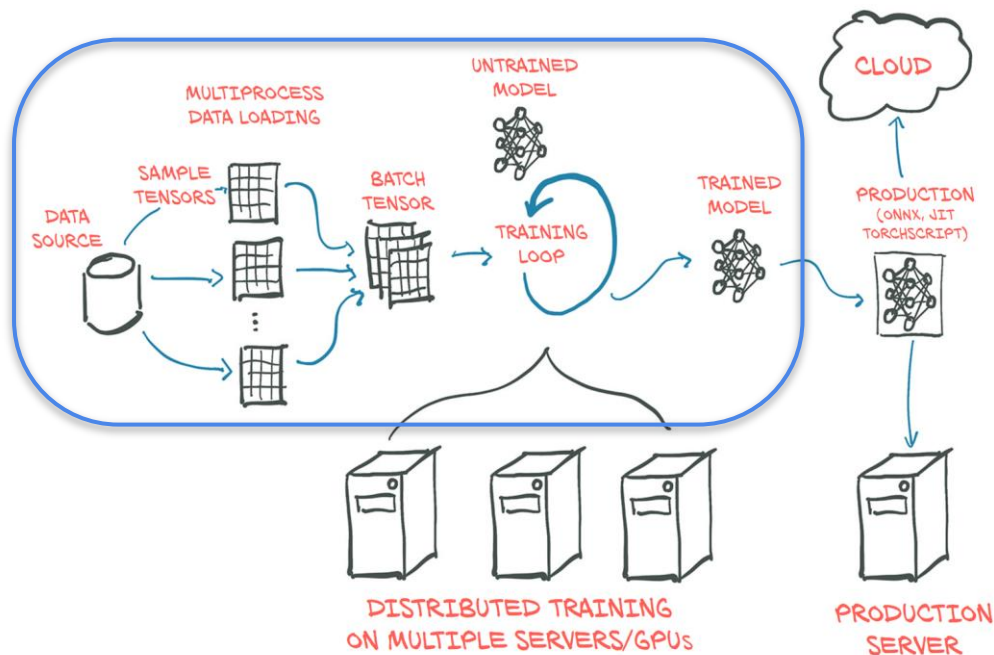 UNTRAINED
MODEL
CLOUD
MULTIPROCESS
DATA LOADING
SAMPLE
TENSORS
BATCH
TENSOR
DATA
SOURCE
TRAINING
LOOP
TRAINED
MODEL
PRODUCTION
(ONNX, JIT
TORCHSCRIPT)
DISTRIBUTED TRAINING
ON MULTIPLE SERVERS/GPUs
PRODUCTION
SERVER